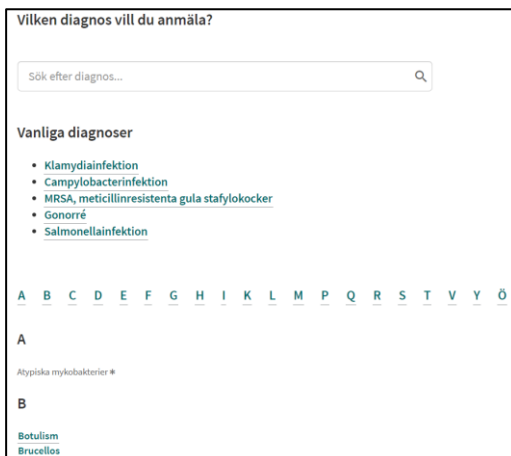 Vilken diagnos vill du anmäla?
Sök efter diagnos...
Vanliga diagnoser
• Klamydiainfektion
• Campylobacterinfektion
• MRSA, meticillinresistenta gula stafylokocker
• Gonorré
• Salmonellainfektion
A B C D E F G H I K L M P Q R S T V Y Ö
A
Atypiska mykobakterier *
B
Botulism
Brucellos